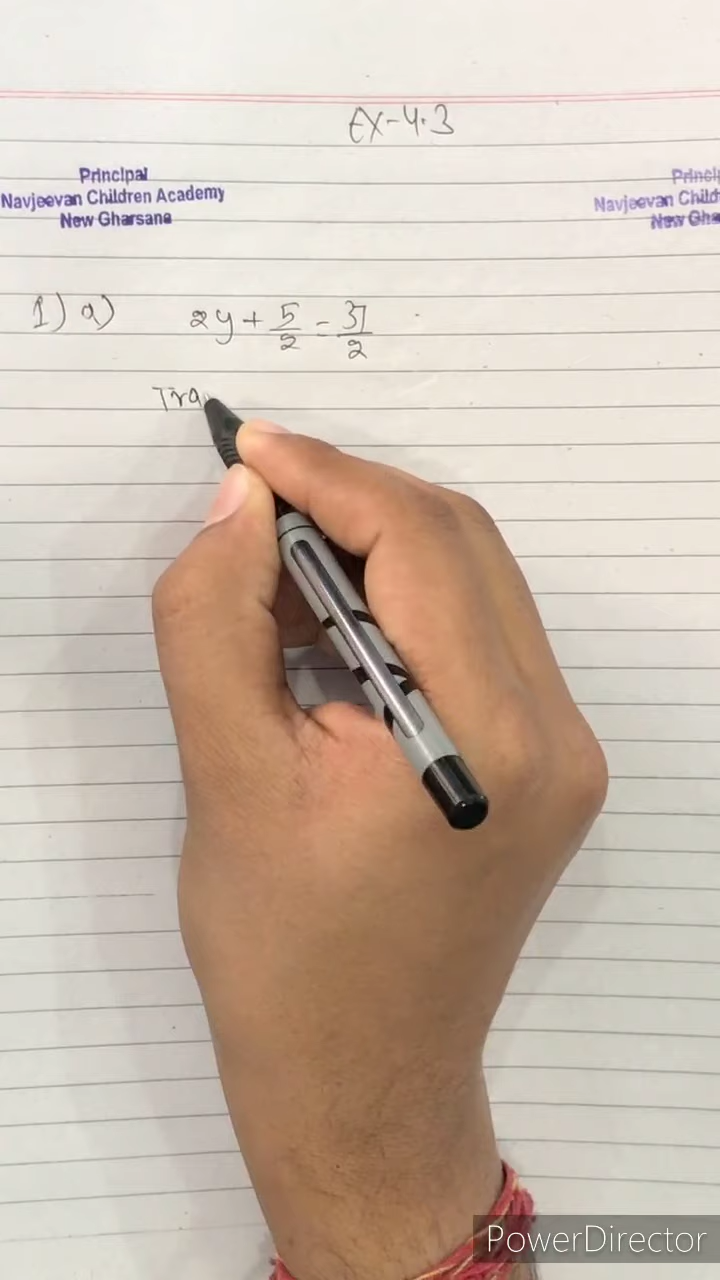 Ex-4.3
Principal
Navjeevan Children Academy
New Gharsana
Princip
Navjeevan Child
New Gha
1) a) 2y + 5/2 = 37/2
Tra
PowerDirector